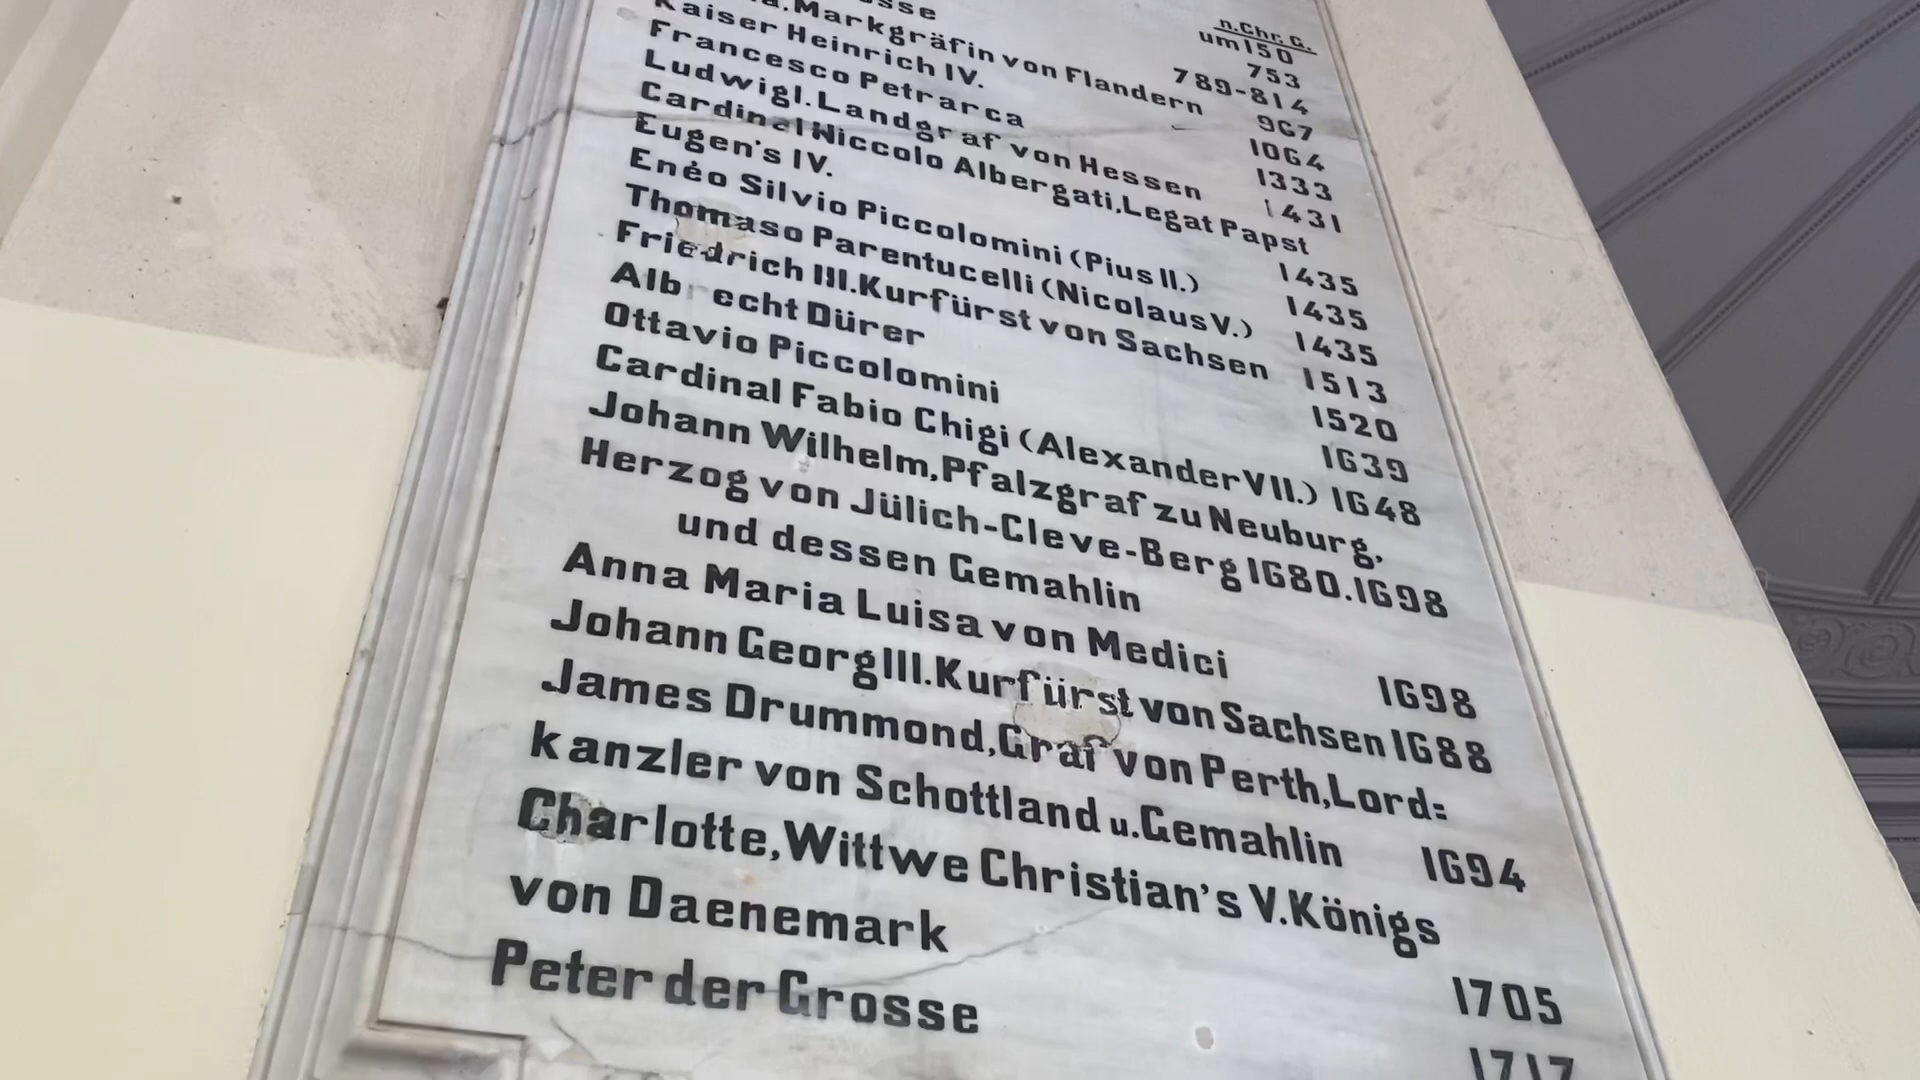 n.Chr.G.
um 150
753
789-814
Markgräfin von Flandern 967
Kaiser Heinrich IV. 1064
Francesco Petrarca 1333
Ludwig I. Landgraf von Hessen 1431
Cardinal Niccolo Albergati, Legat Papst
Eugen's IV. 1435
Enéo Silvio Piccolomini (Pius II.) 1435
Thomaso Parentucelli (Nicolaus V.) 1435
Friedrich III. Kurfürst von Sachsen 1513
Albrecht Dürer 1520
Ottavio Piccolomini 1639
Cardinal Fabio Chigi (Alexander VII.) 1648
Johann Wilhelm, Pfalzgraf zu Neuburg,
Herzog von Jülich-Cleve-Berg 1680. 1698
und dessen Gemahlin
Anna Maria Luisa von Medici 1698
Johann Georg III. Kurfürst von Sachsen 1688
James Drummond, Graf von Perth, Lord=
kanzler von Schottland u. Gemahlin 1694
Charlotte, Wittwe Christian's V. Königs
von Daenemark 1705
Peter der Grosse 1717